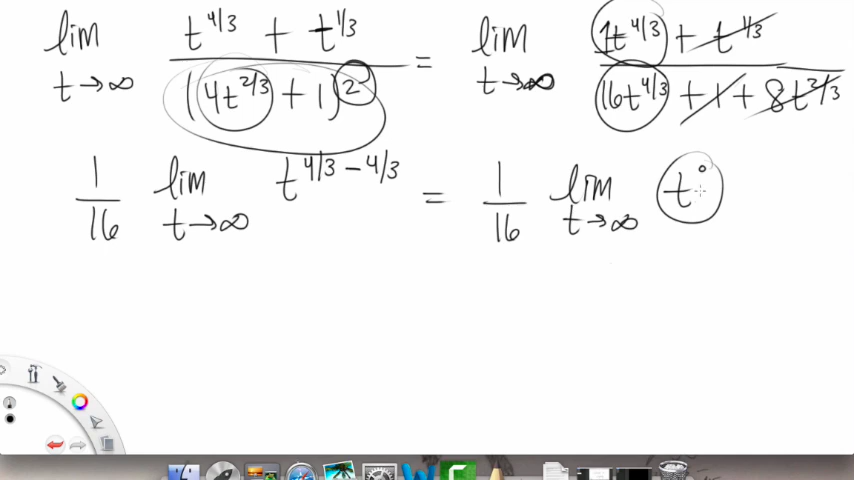 lim t→∞ (t^4/3 + t^1/3) / (4t^2/3 + 1)^2 = lim t→∞ (1t^4/3 + t^1/3) / (16t^4/3 + 1 + 8t^2/3)
1/16 lim t→∞ t^4/3 - 4/3 = 1/16 lim t→∞ t^0